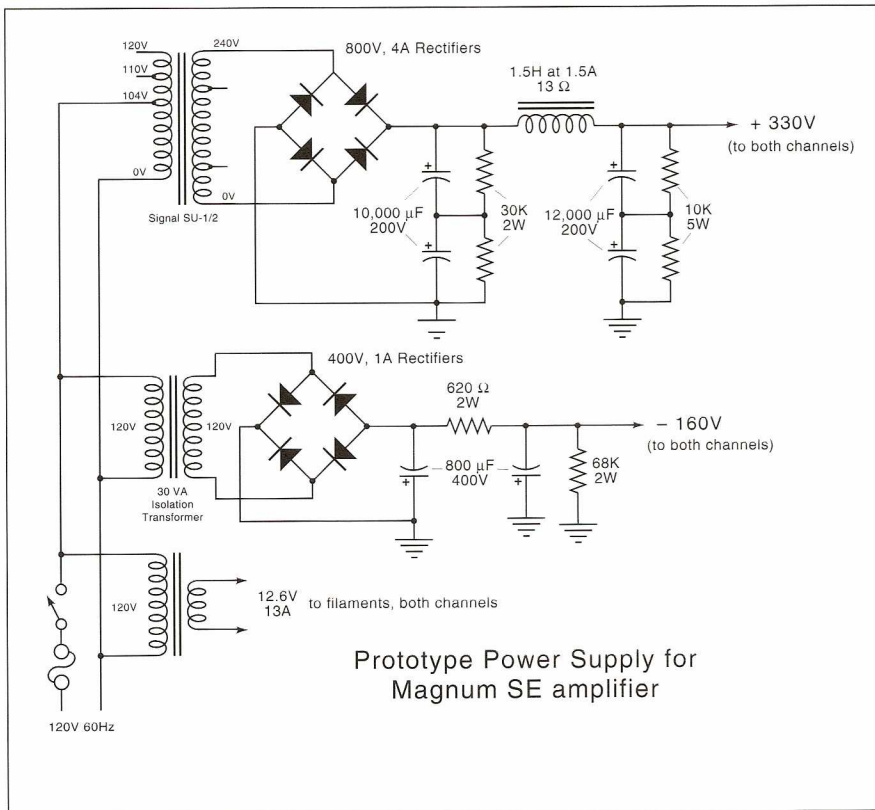 120V
110V
104V
0V
240V
0V
Signal SU-1/2
800V, 4A Rectifiers
1.5H at 1.5A
13 Ω
+
+
10,000 µF
200V
30K
2W
+
+
12,000 µF
200V
10K
5W
+ 330V
(to both channels)
400V, 1A Rectifiers
120V
120V
30 VA
Isolation
Transformer
620 Ω
2W
+
800 µF
400V
+
68K
2W
– 160V
(to both channels)
120V
12.6V
13A
to filaments, both channels
Prototype Power Supply for
Magnum SE amplifier
120V 60Hz